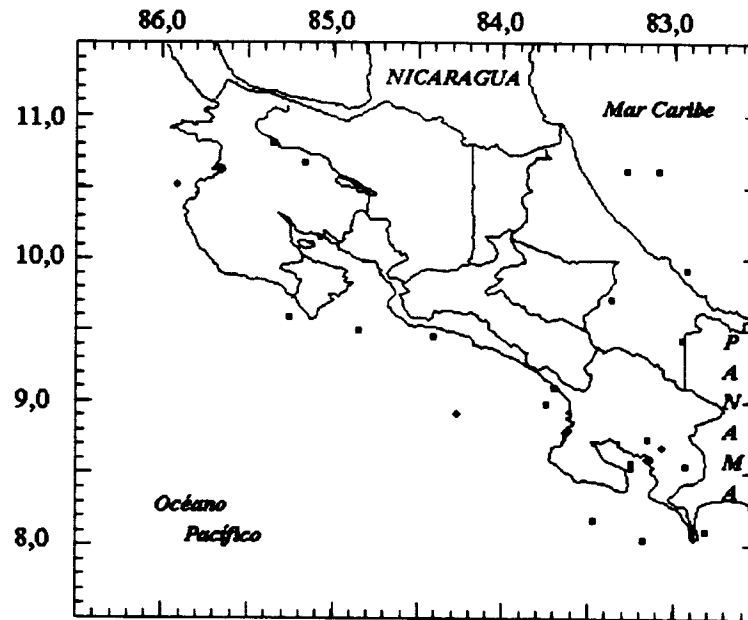 86,0 85,0 84,0 83,0
NICARAGUA
11,0
Mar Caribe
10,0
9,0
8,0
Océano
Pacífico
P
A
N
A
M
A